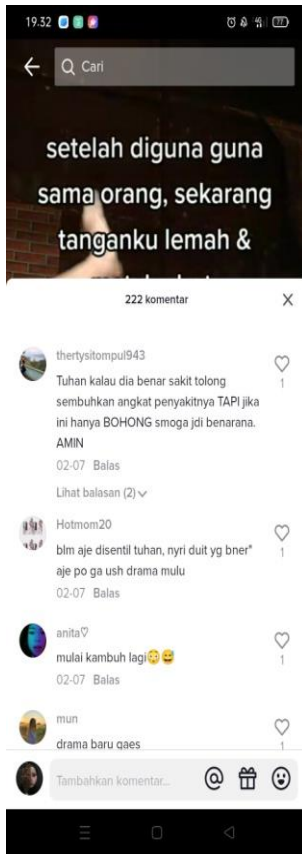 19.32
77
Cari
setelah diguna guna
sama orang, sekarang
tanganku lemah &
222 komentar
thertysitompul943
Tuhan kalau dia benar sakit tolong
sembuhkan angkat penyakitnya TAPI jika
ini hanya BOHONG smoga jdi benarana.
AMIN
1
02-07 Balas
Lihat balasan (2)
Hotmom20
blm aje disentil tuhan, nyri duit yg bner"
aje po ga ush drama mulu
1
02-07 Balas
anita♡
mulai kambuh lagi😳😅
1
02-07 Balas
mun
drama baru gaes
1
Tambahkan komentar...